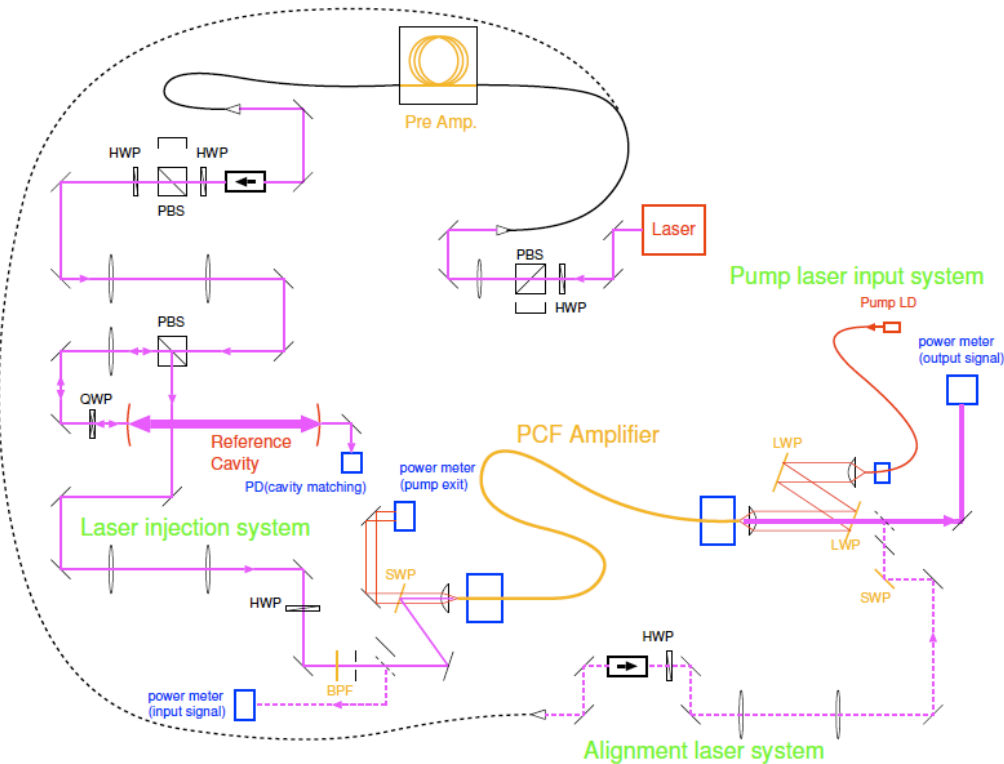 Pre Amp.
HWP
HWP
PBS
Laser
PBS
HWP
Pump laser input system
Pump LD
power meter
(output signal)
PBS
QWP
Reference
Cavity
PD(cavity matching)
PCF Amplifier
LWP
LWP
power meter
(pump exit)
Laser injection system
SWP
SWP
HWP
HWP
BPF
power meter
(input signal)
Alignment laser system